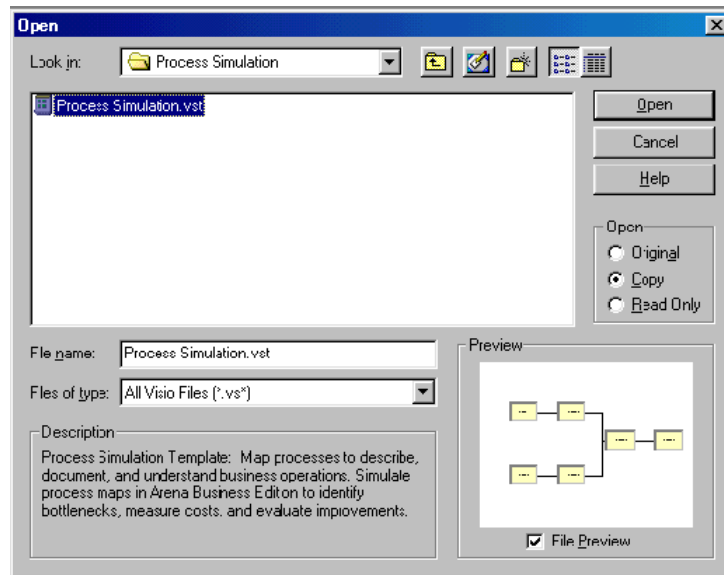 Open
Look in: Process Simulation
Process Simulation.vst
Open
Cancel
Help
Open
Original
Copy
Read Only
File name: Process Simulation.vst
Files of type: All Visio Files (*.vs*)
Description
Process Simulation Template: Map processes to describe,
document, and understand business operations. Simulate
process maps in Arena Business Editon to identify
bottlenecks, measure costs, and evaluate improvements.
Preview
File Preview